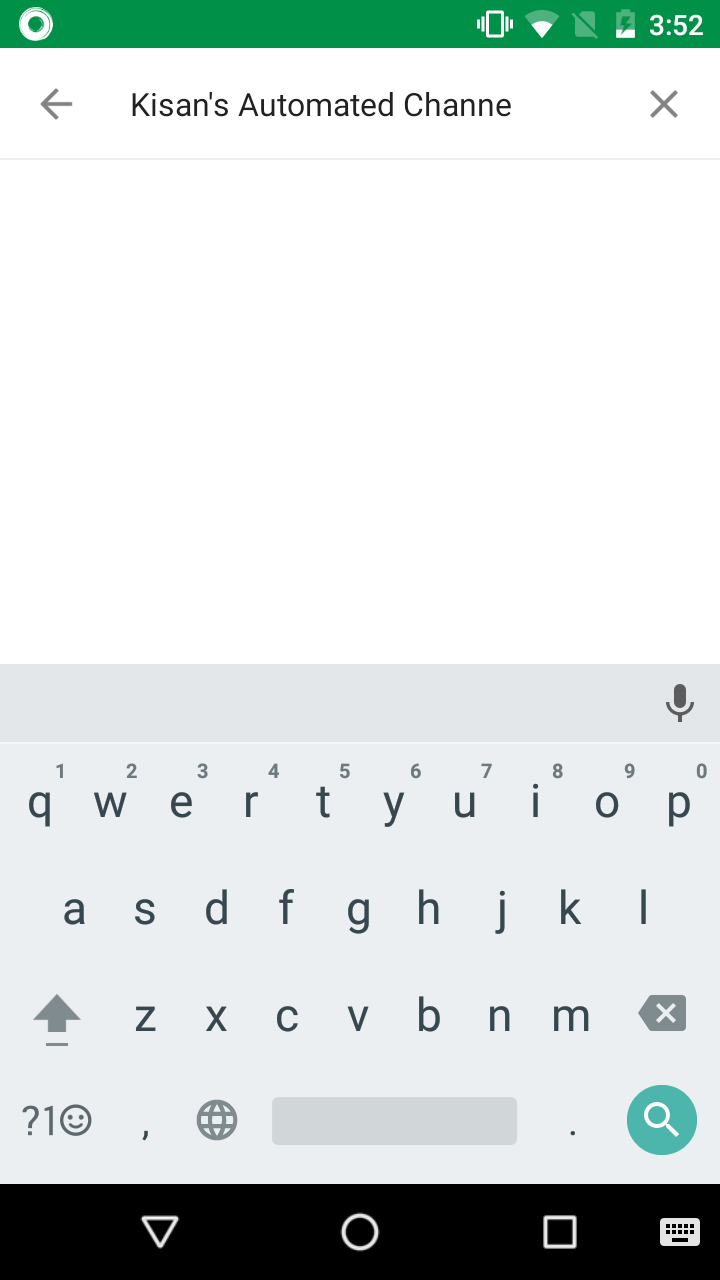 3:52
Kisan's Automated Channe
1 2 3 4 5 6 7 8 9 0
q w e r t y u i o p
a s d f g h j k l
z x c v b n m
?1☺ , .